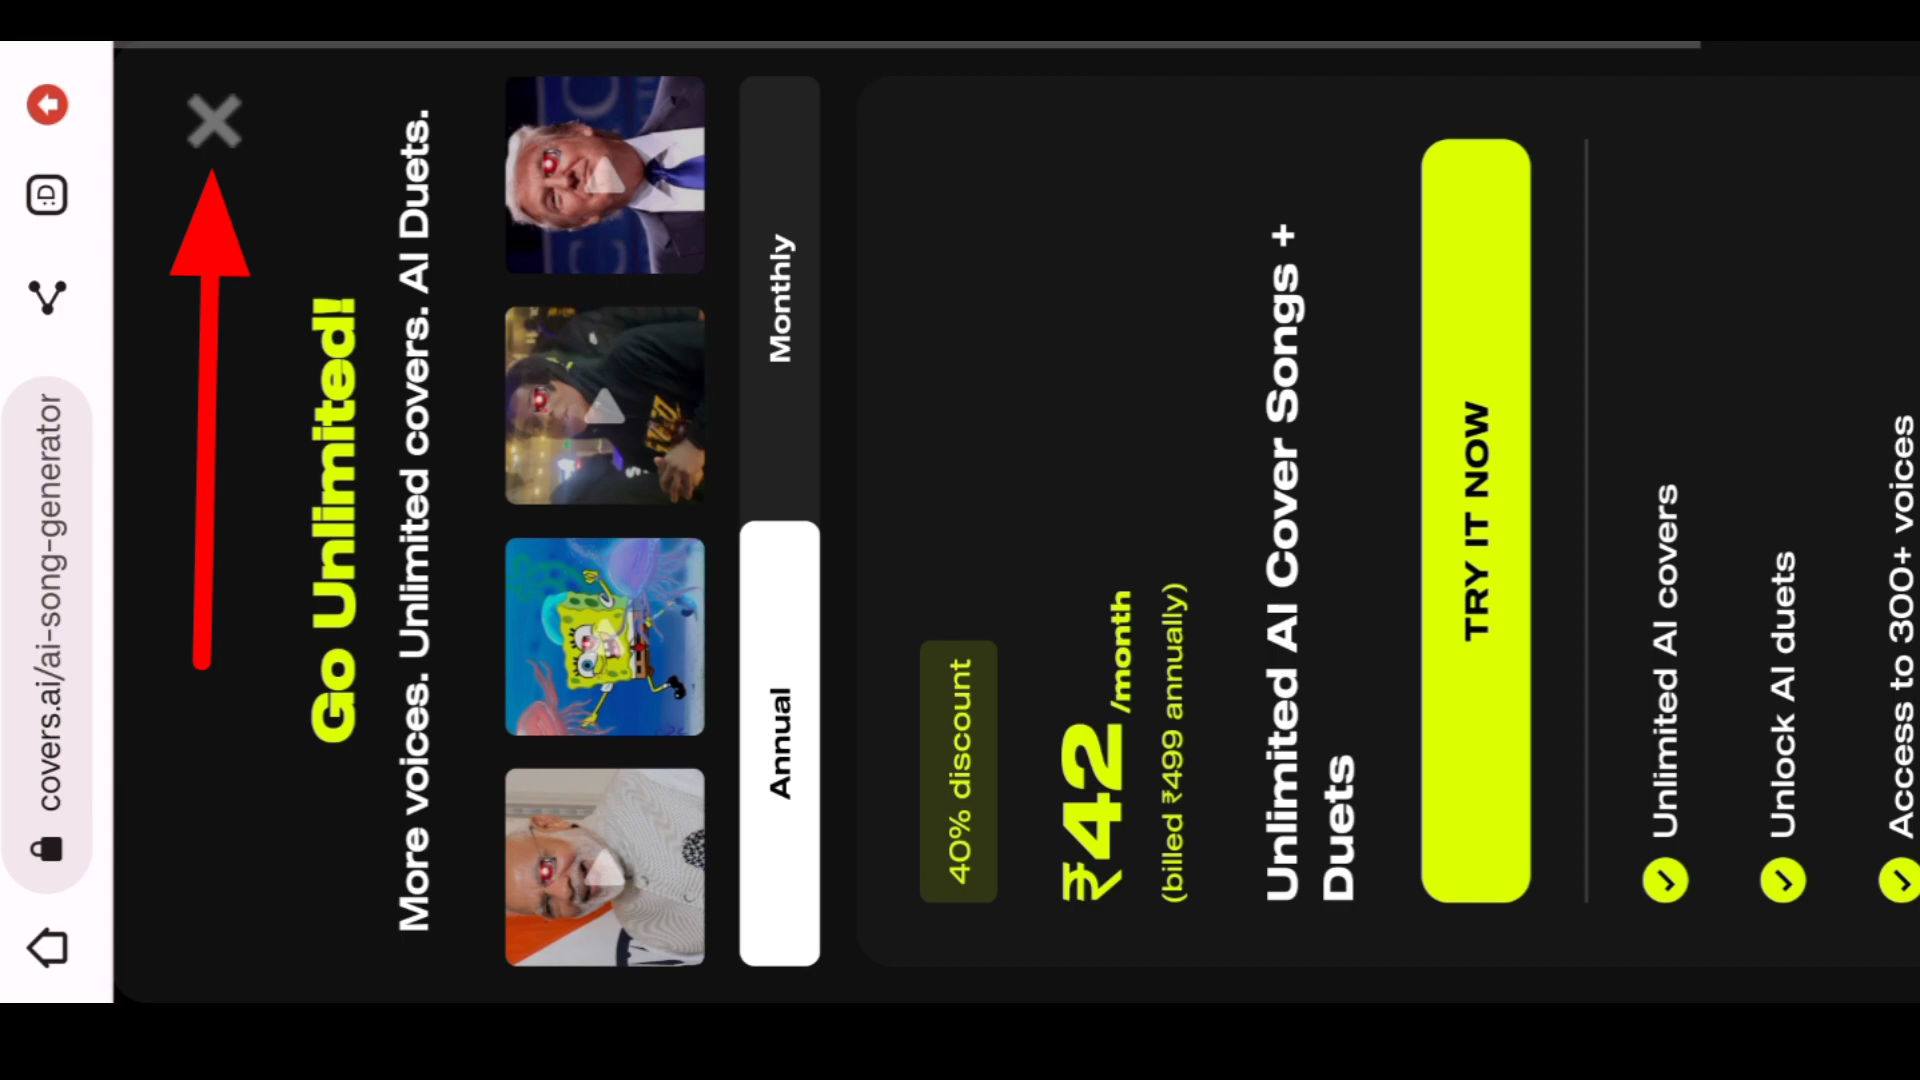 covers.ai/ai-song-generator
:D
Go Unlimited!
More voices. Unlimited covers. AI Duets.
Annual
Monthly
40% discount
₹42/month
(billed ₹499 annually)
Unlimited AI Cover Songs +
Duets
TRY IT NOW
Unlimited AI covers
Unlock AI duets
Access to 300+ voices